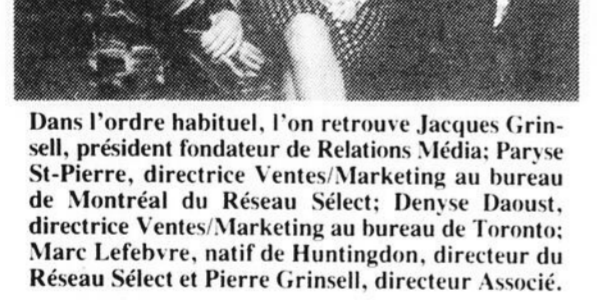 Dans l'ordre habituel, l'on retrouve Jacques Grin-
sell, président fondateur de Relations Média; Paryse
St-Pierre, directrice Ventes/Marketing au bureau
de Montréal du Réseau Sélect; Denyse Daoust,
directrice Ventes/Marketing au bureau de Toronto;
Marc Lefebvre, natif de Huntingdon, directeur du
Réseau Sélect et Pierre Grinsell, directeur Associé.